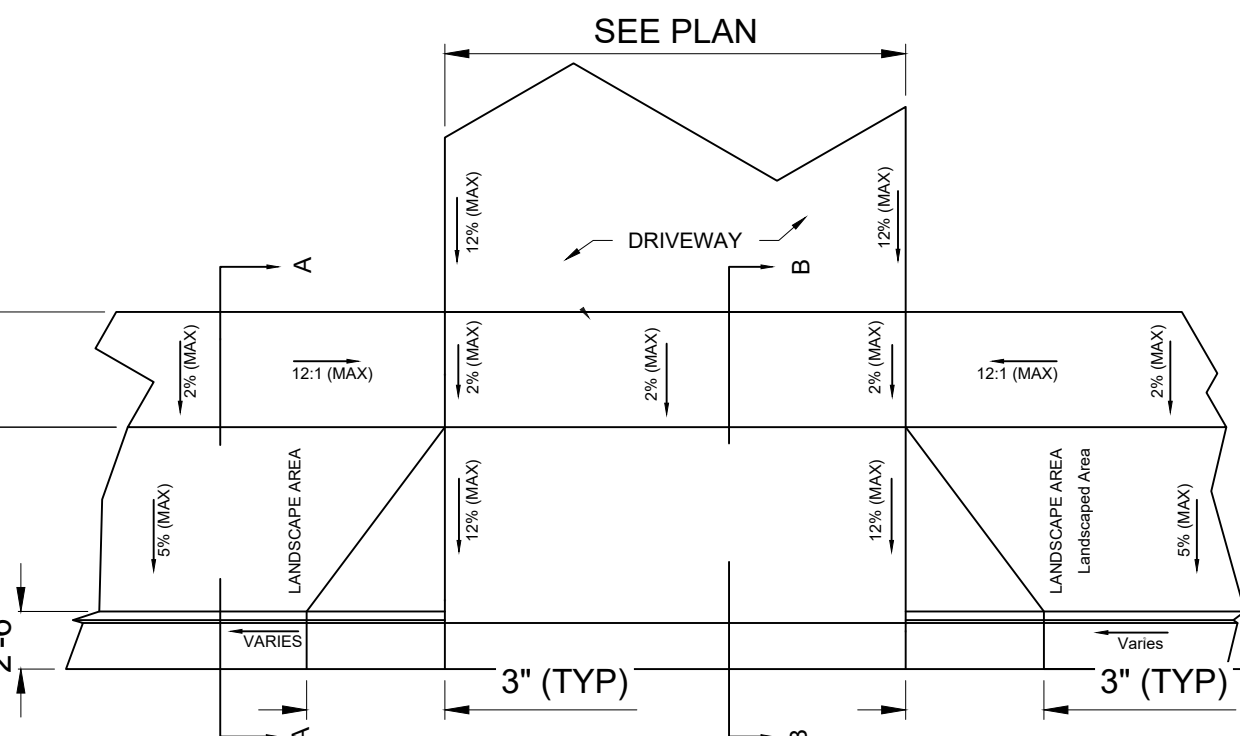 SEE PLAN
12% (MAX)
12% (MAX)
DRIVEWAY
A
B
2% (MAX)
12:1 (MAX)
2% (MAX)
2% (MAX)
2% (MAX)
12:1 (MAX)
2% (MAX)
5% (MAX)
LANDSCAPE AREA
12% (MAX)
12% (MAX)
LANDSCAPE AREA
Landscaped Area
5% (MAX)
VARIES
Varies
3" (TYP)
3" (TYP)
A
B